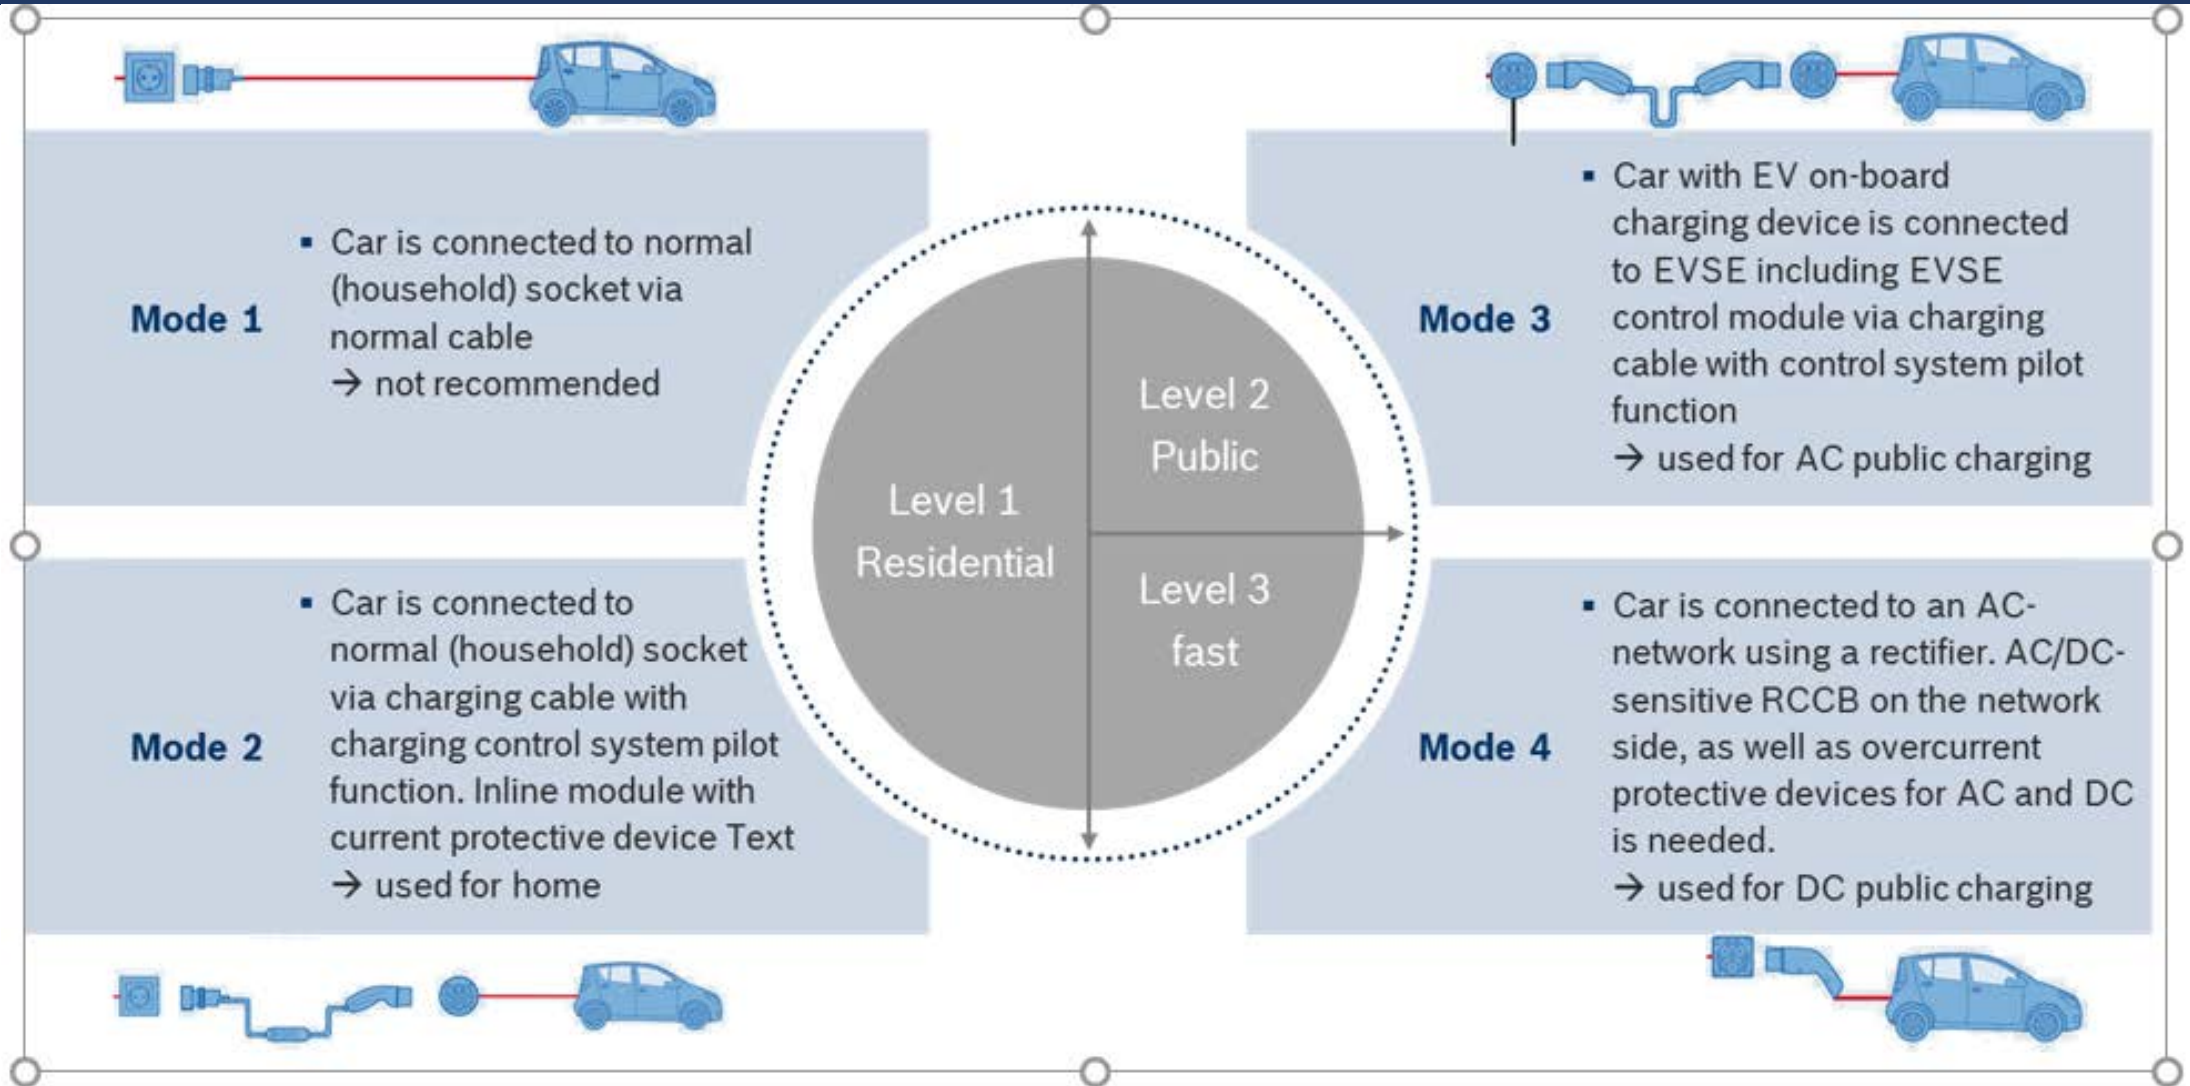 Mode 1
▪ Car is connected to normal
(household) socket via
normal cable
→ not recommended
Mode 2
▪ Car is connected to
normal (household) socket
via charging cable with
charging control system pilot
function. Inline module with
current protective device Text
→ used for home
Level 1
Residential
Level 2
Public
Level 3
fast
Mode 3
▪ Car with EV on-board
charging device is connected
to EVSE including EVSE
control module via charging
cable with control system pilot
function
→ used for AC public charging
Mode 4
▪ Car is connected to an AC-
network using a rectifier. AC/DC-
sensitive RCCB on the network
side, as well as overcurrent
protective devices for AC and DC
is needed.
→ used for DC public charging